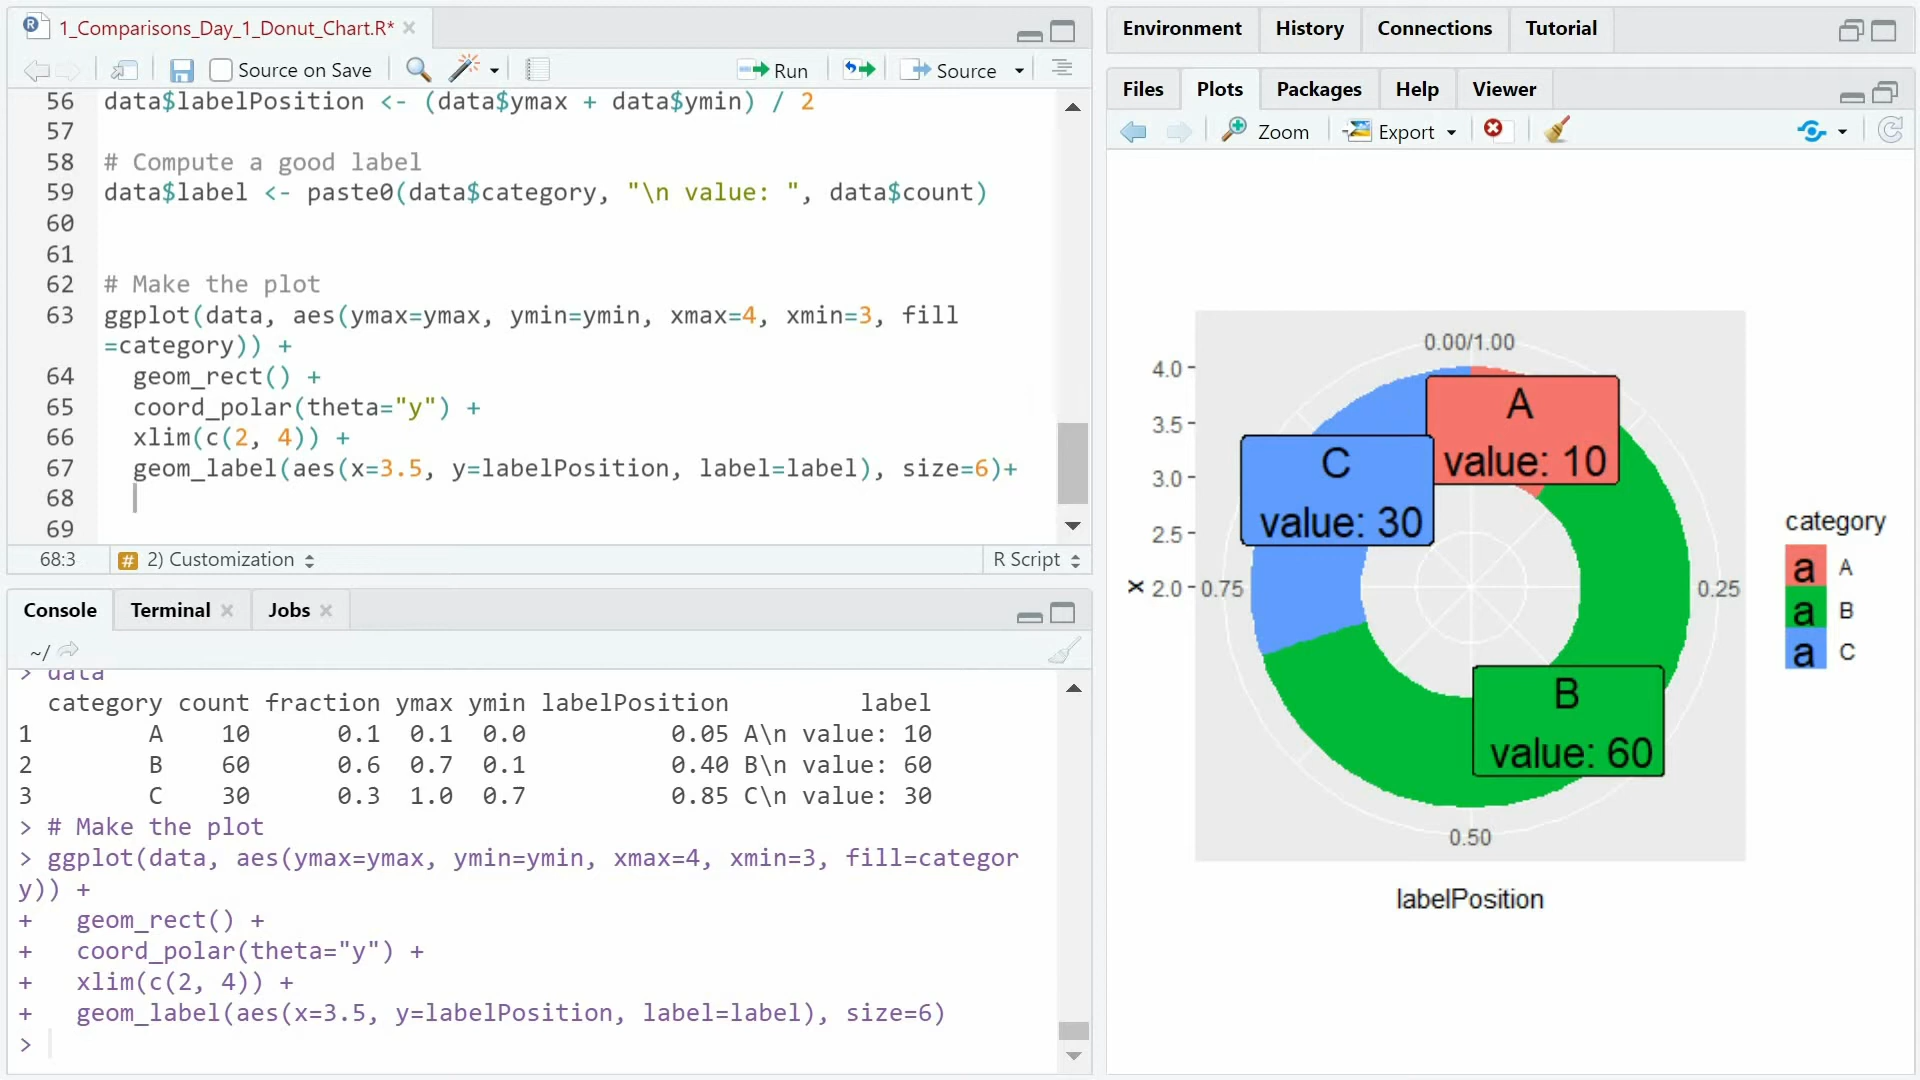 1_Comparisons_Day_1_Donut_Chart.R*
Source on Save
Run
Source
56 data$labelPosition <- (data$ymax + data$ymin) / 2
57
58 # Compute a good label
59 data$label <- paste0(data$category, "\n value: ", data$count)
60
61
62 # Make the plot
63 ggplot(data, aes(ymax=ymax, ymin=ymin, xmax=4, xmin=3, fill
=category)) +
64 geom_rect() +
65 coord_polar(theta="y") +
66 xlim(c(2, 4)) +
67 geom_label(aes(x=3.5, y=labelPosition, label=label), size=6)+
68
69
68:3 # 2) Customization R Script
Console Terminal Jobs
~/
> data
category count fraction ymax ymin labelPosition label
1 A 10 0.1 0.1 0.0 0.05 A\n value: 10
2 B 60 0.6 0.7 0.1 0.40 B\n value: 60
3 C 30 0.3 1.0 0.7 0.85 C\n value: 30
> # Make the plot
> ggplot(data, aes(ymax=ymax, ymin=ymin, xmax=4, xmin=3, fill=categor
y)) +
+ geom_rect() +
+ coord_polar(theta="y") +
+ xlim(c(2, 4)) +
+ geom_label(aes(x=3.5, y=labelPosition, label=label), size=6)
>
Environment History Connections Tutorial
Files Plots Packages Help Viewer
Zoom Export
0.00/1.00
4.0
3.5
3.0
2.5
2.0
x
0.75
0.25
0.50
A
value: 10
C
value: 30
B
value: 60
labelPosition
category
a A
a B
a C